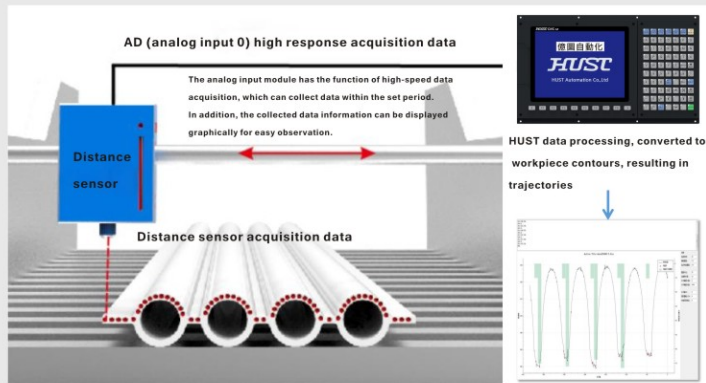 AD (analog input 0) high response acquisition data
The analog input module has the function of high-speed data
acquisition, which can collect data within the set period.
In addition, the collected data information can be displayed
graphically for easy observation.
Distance
sensor
Distance sensor acquisition data
HUST
億圖自動化
HUST
HUST Automation Co.,Ltd
HUST data processing, converted to
workpiece contours, resulting in
trajectories